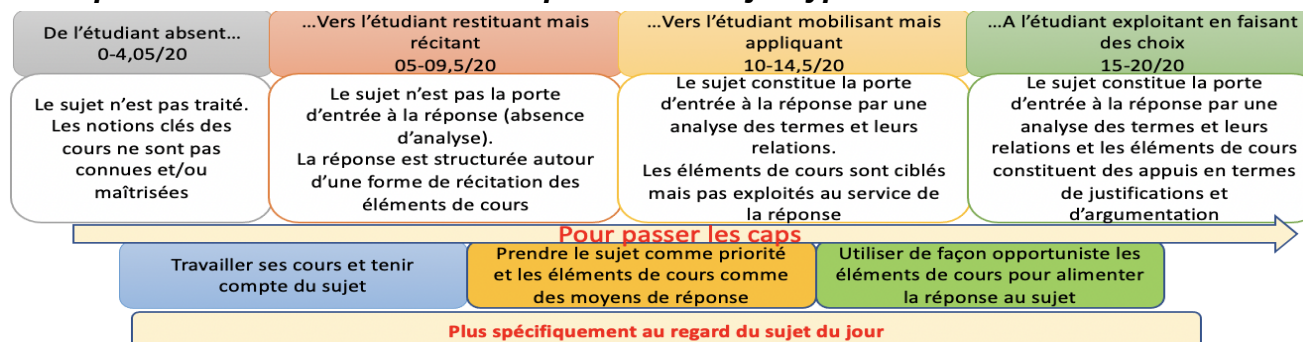 De l'étudiant absent…
0-4,05/20
…Vers l'étudiant restituant mais
récitant
05-09,5/20
…Vers l'étudiant mobilisant mais
appliquant
10-14,5/20
…A l'étudiant exploitant en faisant
des choix
15-20/20
Le sujet n'est pas traité.
Les notions clés des
cours ne sont pas
connues et/ou
maîtrisées
Le sujet n'est pas la porte
d'entrée à la réponse (absence
d'analyse).
La réponse est structurée autour
d'une forme de récitation des
éléments de cours
Le sujet constitue la porte
d'entrée à la réponse par une
analyse des termes et leurs
relations.
Les éléments de cours sont ciblés
mais pas exploités au service de
la réponse
Le sujet constitue la porte
d'entrée à la réponse par une
analyse des termes et leurs
relations et les éléments de cours
constituent des appuis en termes
de justifications et
d'argumentation
Pour passer les caps
Travailler ses cours et tenir
compte du sujet
Prendre le sujet comme priorité
et les éléments de cours comme
des moyens de réponse
Utiliser de façon opportuniste les
éléments de cours pour alimenter
la réponse au sujet
Plus spécifiquement au regard du sujet du jour